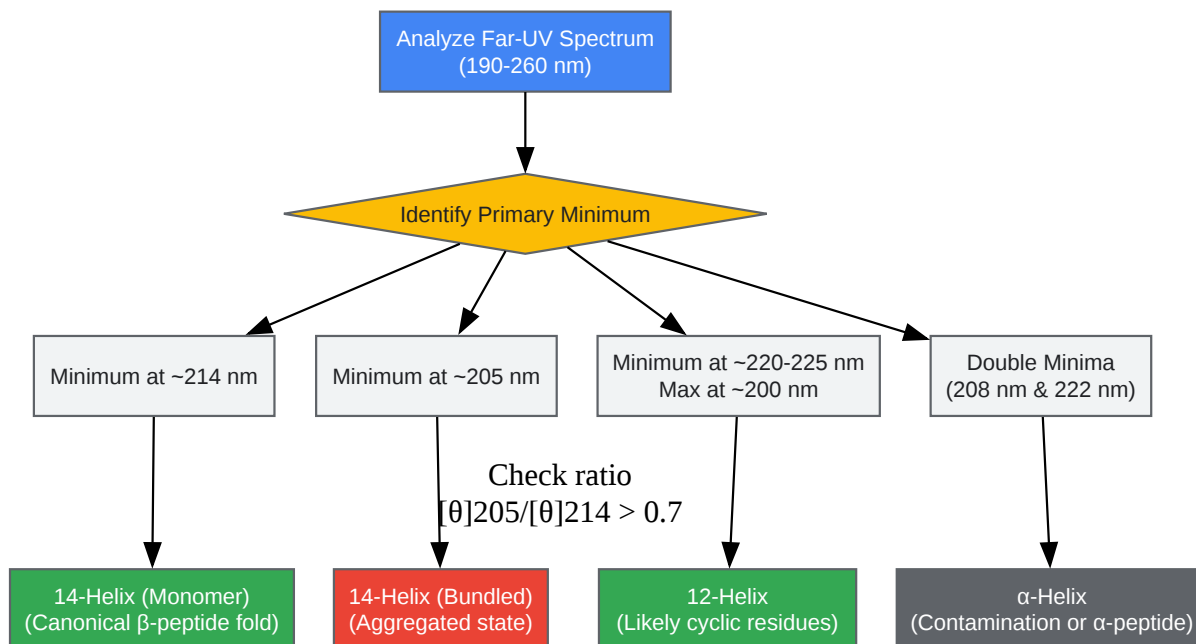 Analyze Far-UV Spectrum
(190-260 nm)
Identify Primary Minimum
Minimum at ~214 nm
Minimum at ~205 nm
Minimum at ~220-225 nm
Max at ~200 nm
Double Minima
(208 nm & 222 nm)
Check ratio
[θ]205/[θ]214 > 0.7
14-Helix (Monomer)
(Canonical β-peptide fold)
14-Helix (Bundled)
(Aggregated state)
12-Helix
(Likely cyclic residues)
α-Helix
(Contamination or α-peptide)